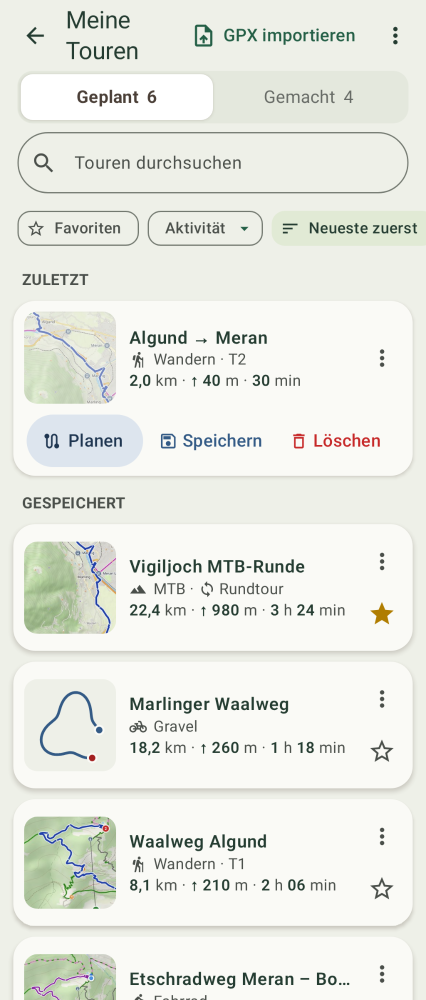 Meine
Touren
GPX importieren
Geplant 6
Gemacht 4
Touren durchsuchen
Favoriten
Aktivität
Neueste zuerst
ZULETZT
Algund → Meran
Wandern · T2
2,0 km · ↑ 40 m · 30 min
Planen
Speichern
Löschen
GESPEICHERT
Vigiljoch MTB-Runde
MTB · Rundtour
22,4 km · ↑ 980 m · 3 h 24 min
Marlinger Waalweg
Gravel
18,2 km · ↑ 260 m · 1 h 18 min
Waalweg Algund
Wandern · T1
8,1 km · ↑ 210 m · 2 h 06 min
Etschradweg Meran – Bo…
Fahrrad